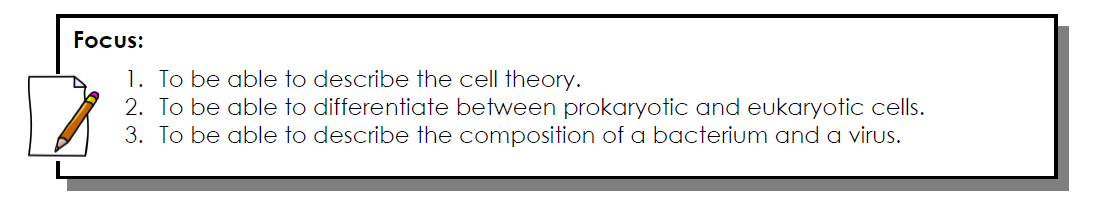 Focus:
1. To be able to describe the cell theory.
2. To be able to differentiate between prokaryotic and eukaryotic cells.
3. To be able to describe the composition of a bacterium and a virus.